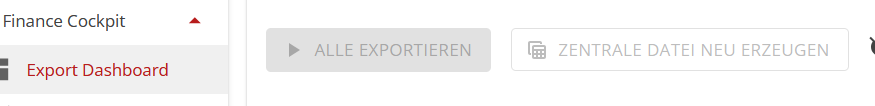 Finance Cockpit
Export Dashboard
ALLE EXPORTIEREN
ZENTRALE DATEI NEU ERZEUGEN